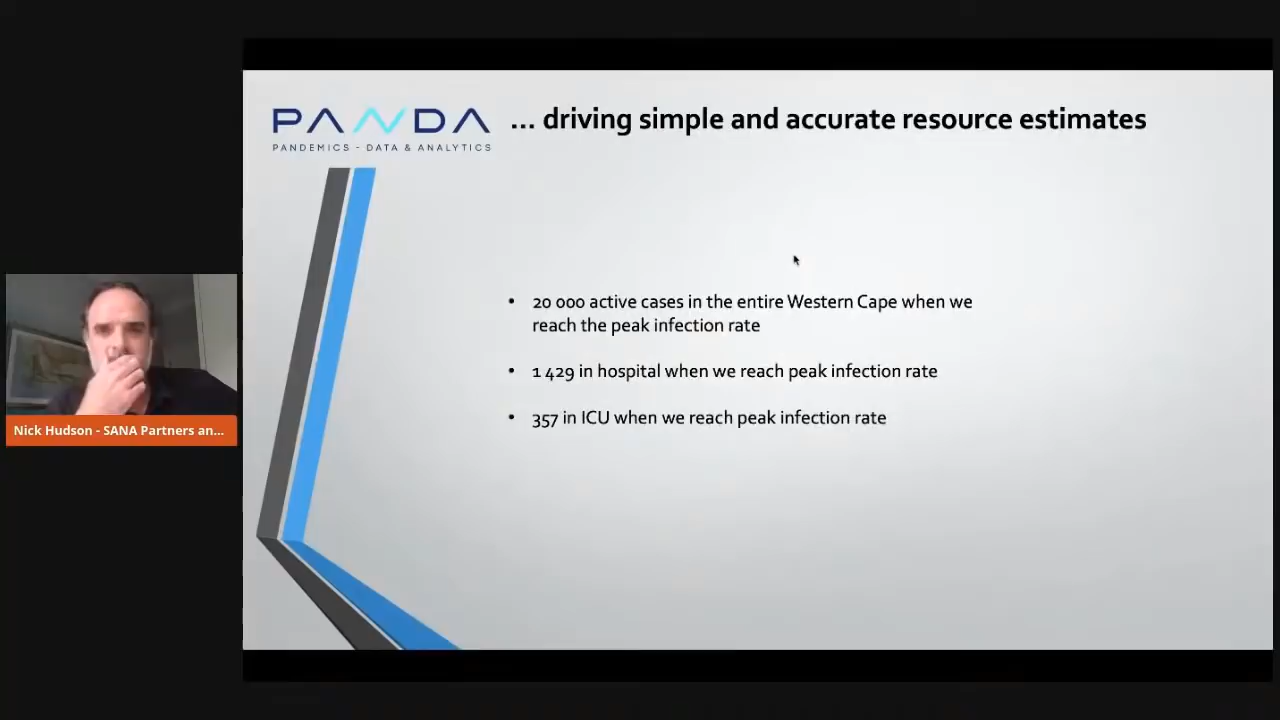 PANDA
PANDEMICS - DATA & ANALYTICS
... driving simple and accurate resource estimates
• 20 000 active cases in the entire Western Cape when we
reach the peak infection rate
• 1 429 in hospital when we reach peak infection rate
• 357 in ICU when we reach peak infection rate
Nick Hudson - SANA Partners an...